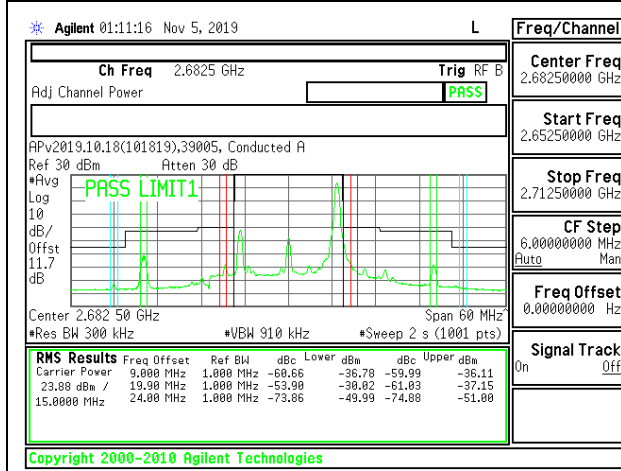 Agilent 01:11:16 Nov 5, 2019 L
Freq/Channel
Ch Freq 2.6825 GHz Trig RF B
Adj Channel Power PASS
APv2019.10.18(101819),39005, Conducted A
Ref 30 dBm Atten 30 dB
#Avg
Log
10
dB/
Offst
11.7
dB
PASS LIMIT1
Center 2.682 50 GHz Span 60 MHz
#Res BW 300 kHz #VBW 910 kHz #Sweep 2 s (1001 pts)
RMS Results Freq Offset Ref BW dBc Lower dBm dBc Upper dBm
Carrier Power 9.000 MHz 1.000 MHz -60.66 -36.78 -59.99 -36.11
23.88 dBm / 19.90 MHz 1.000 MHz -53.90 -30.02 -61.03 -37.15
15.0000 MHz 24.00 MHz 1.000 MHz -73.86 -49.99 -74.88 -51.00
Center Freq
2.68250000 GHz
Start Freq
2.65250000 GHz
Stop Freq
2.71250000 GHz
CF Step
6.00000000 MHz
Auto Man
Freq Offset
0.00000000 Hz
Signal Track
On Off
Copyright 2000-2010 Agilent Technologies